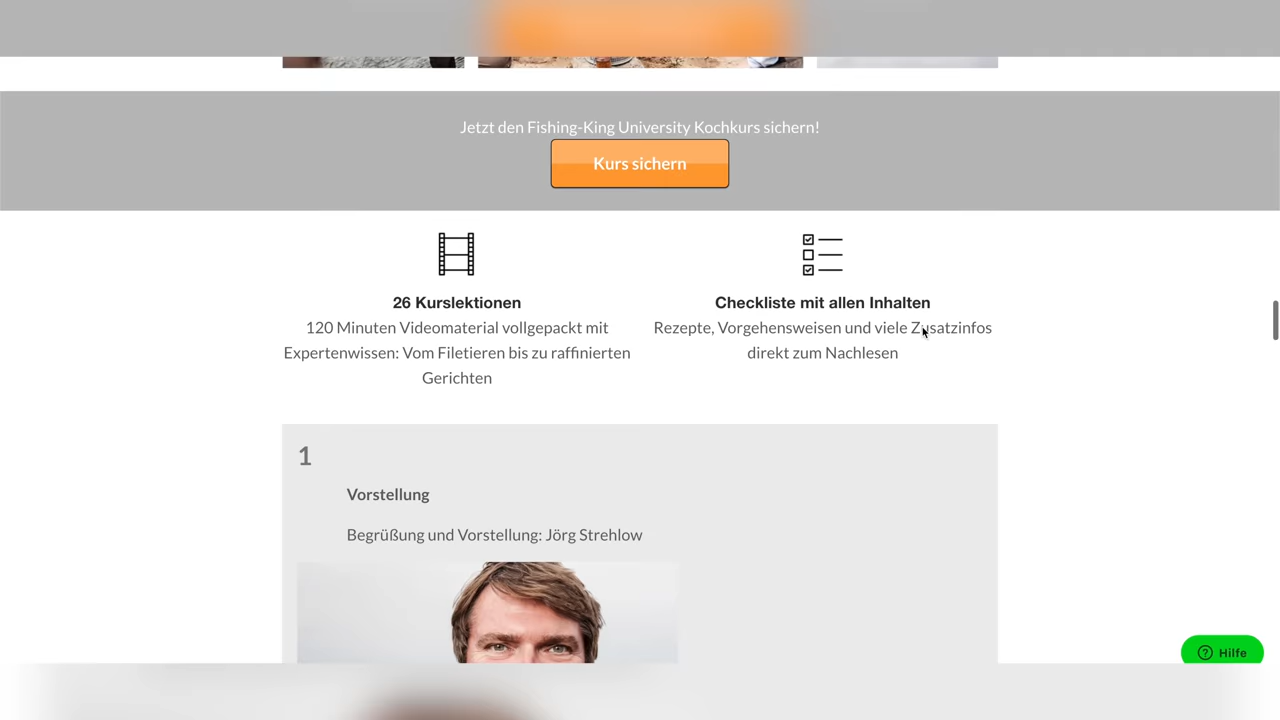 Jetzt den Fishing-King University Kochkurs sichern!
Kurs sichern
26 Kurslektionen
120 Minuten Videomaterial vollgepackt mit
Expertenwissen: Vom Filetieren bis zu raffinierten
Gerichten
Checkliste mit allen Inhalten
Rezepte, Vorgehensweisen und viele Zusatzinfos
direkt zum Nachlesen
1
Vorstellung
Begrüßung und Vorstellung: Jörg Strehlow
Hilfe